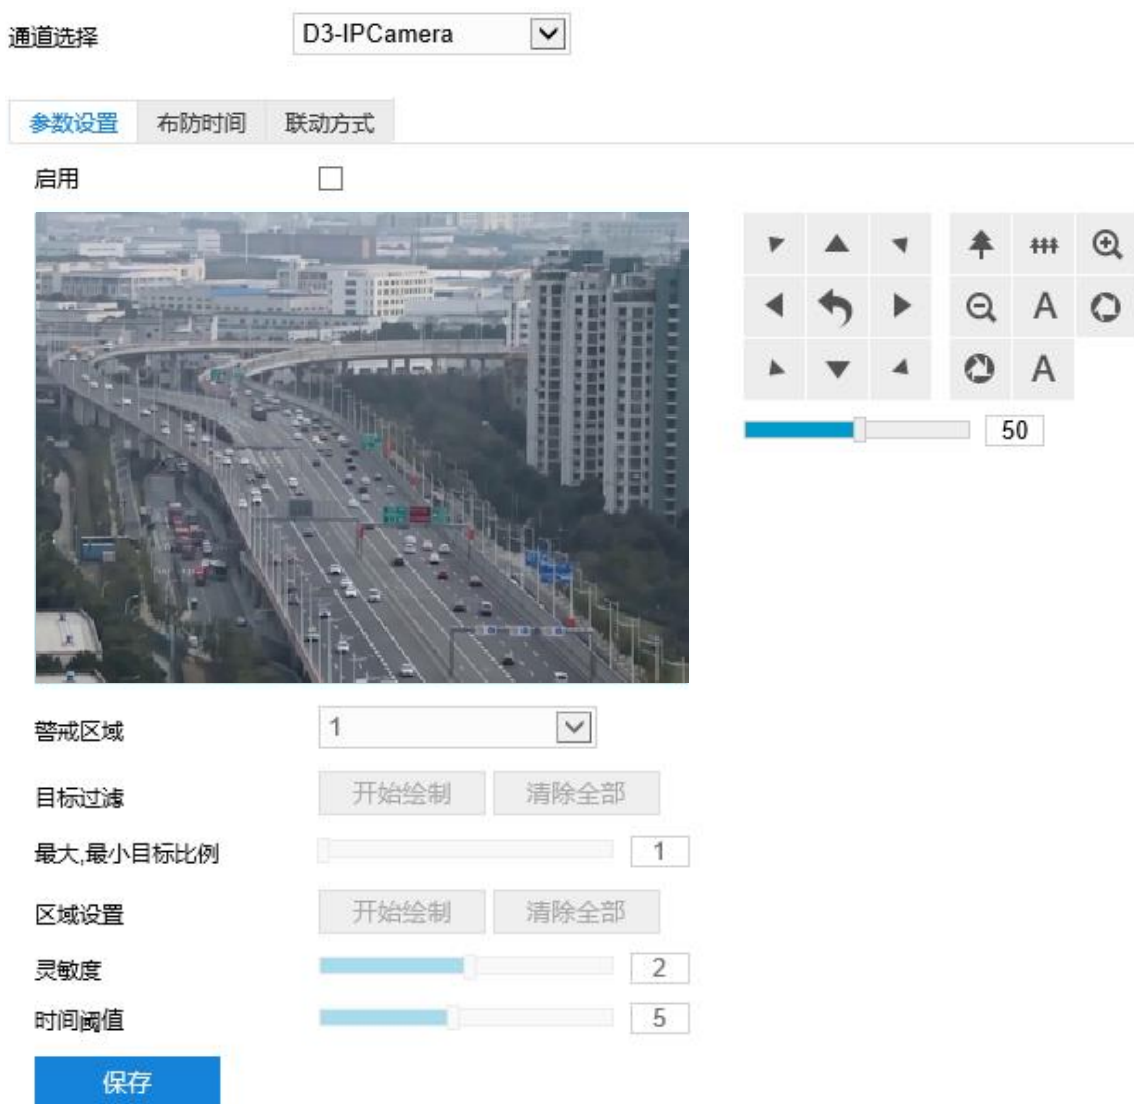 通道选择 D3-IPCamera
参数设置 布防时间 联动方式
启用
A
A
50
警戒区域 1
目标过滤 开始绘制 清除全部
最大,最小目标比例 1
区域设置 开始绘制 清除全部
灵敏度 2
时间阈值 5
保存